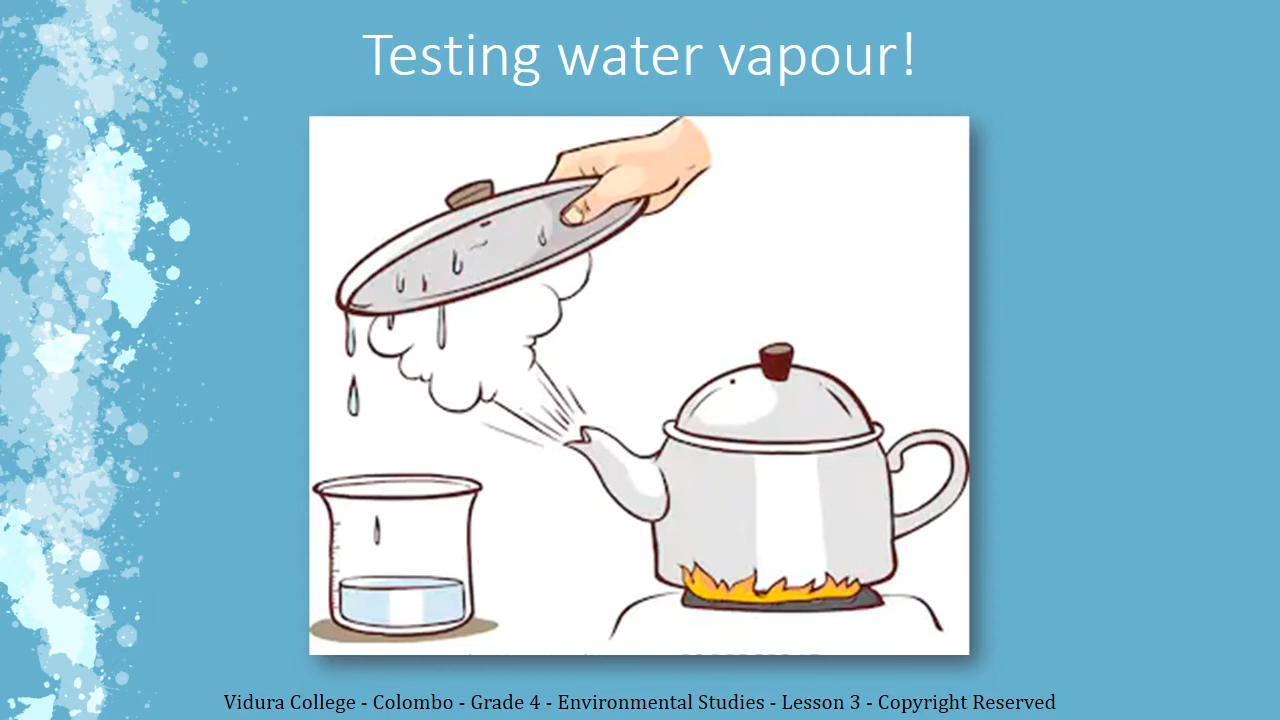 Testing water vapour!
Vidura College - Colombo - Grade 4 - Environmental Studies - Lesson 3 - Copyright Reserved